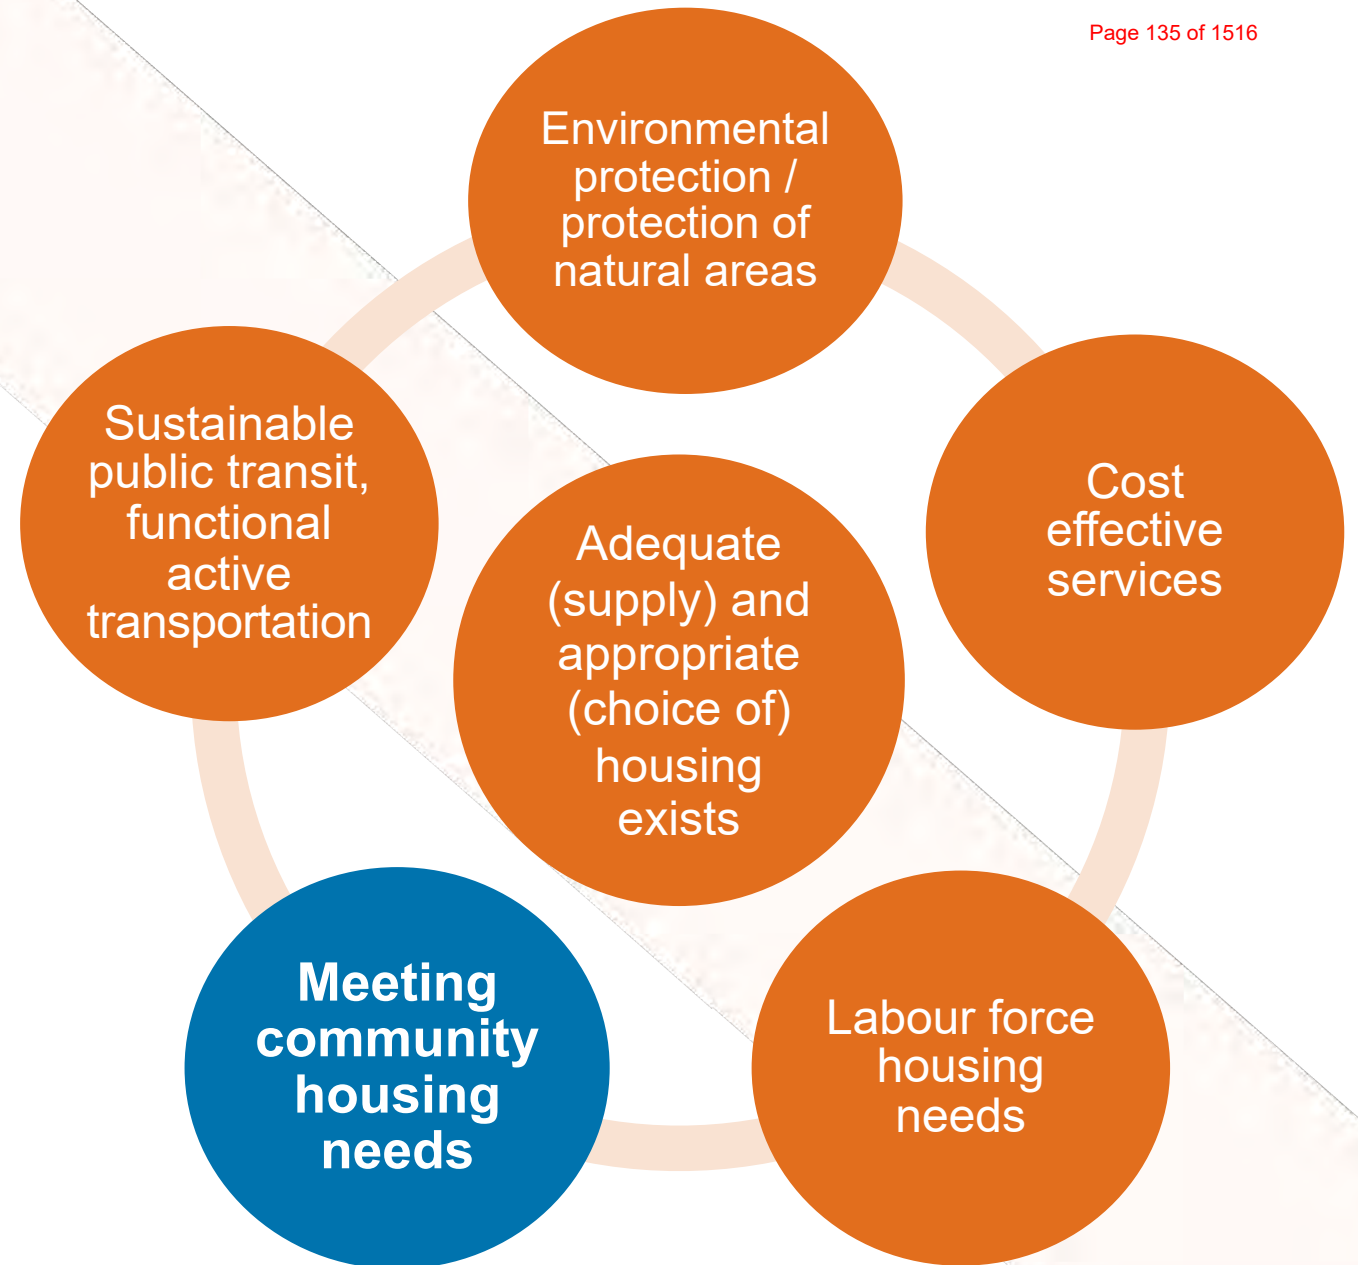 Page 135 of 1516
Environmental
protection /
protection of
natural areas
Sustainable
public transit,
functional
active
transportation
Cost
effective
services
Adequate
(supply) and
appropriate
(choice of)
housing
exists
Meeting
community
housing
needs
Labour force
housing
needs